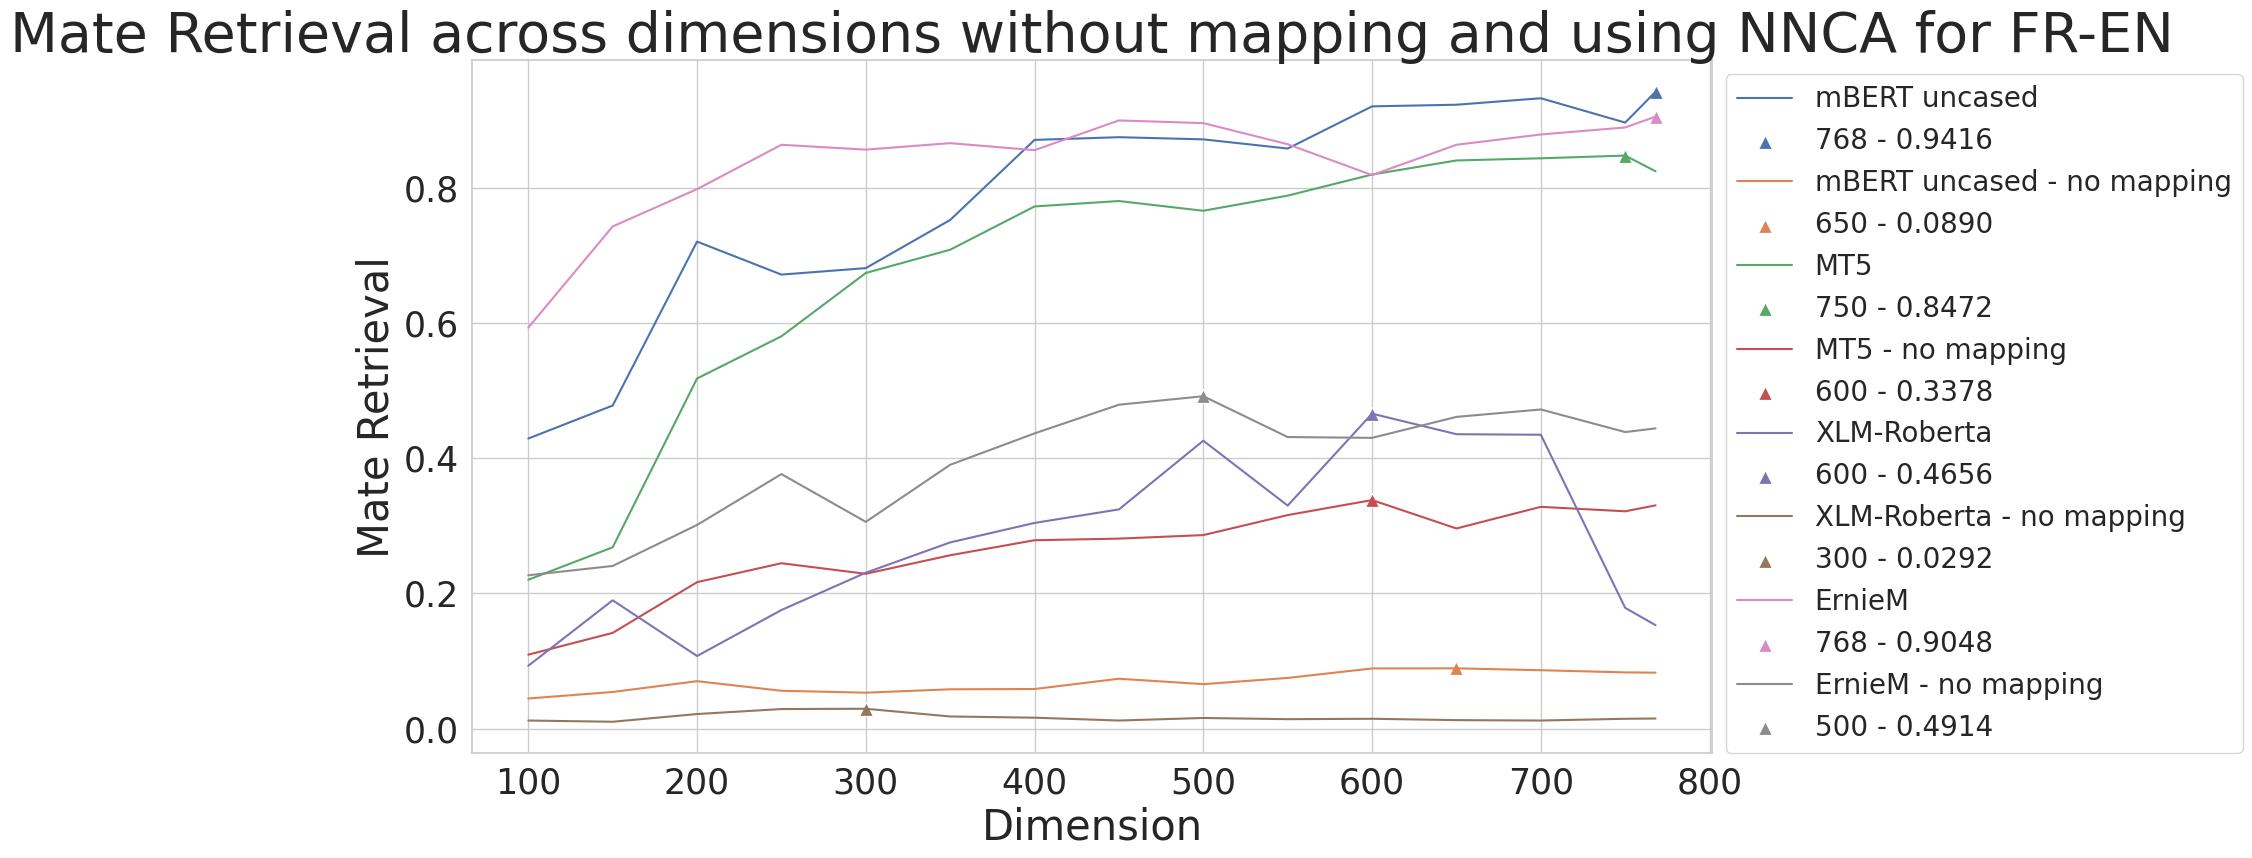 Mate Retrieval across dimensions without mapping and using NNCA for FR-EN
Mate Retrieval
0.8
0.6
0.4
0.2
0.0
100 200 300 400 500 600 700 800
Dimension
mBERT uncased
768 - 0.9416
mBERT uncased - no mapping
650 - 0.0890
MT5
750 - 0.8472
MT5 - no mapping
600 - 0.3378
XLM-Roberta
600 - 0.4656
XLM-Roberta - no mapping
300 - 0.0292
ErnieM
768 - 0.9048
ErnieM - no mapping
500 - 0.4914